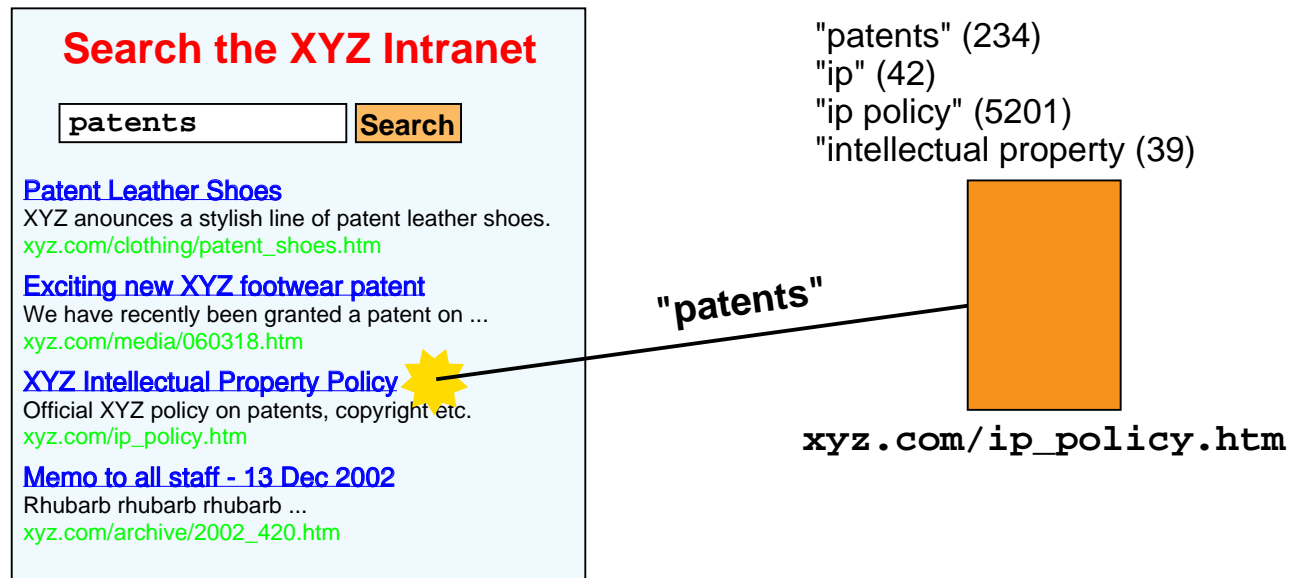 Search the XYZ Intranet
patents
Search
Patent Leather Shoes
XYZ anounces a stylish line of patent leather shoes.
xyz.com/clothing/patent_shoes.htm
Exciting new XYZ footwear patent
We have recently been granted a patent on ...
xyz.com/media/060318.htm
XYZ Intellectual Property Policy
Official XYZ policy on patents, copyright etc.
xyz.com/ip_policy.htm
Memo to all staff - 13 Dec 2002
Rhubarb rhubarb rhubarb ...
xyz.com/archive/2002_420.htm
"patents"
"patents" (234)
"ip" (42)
"ip policy" (5201)
"intellectual property (39)
xyz.com/ip_policy.htm